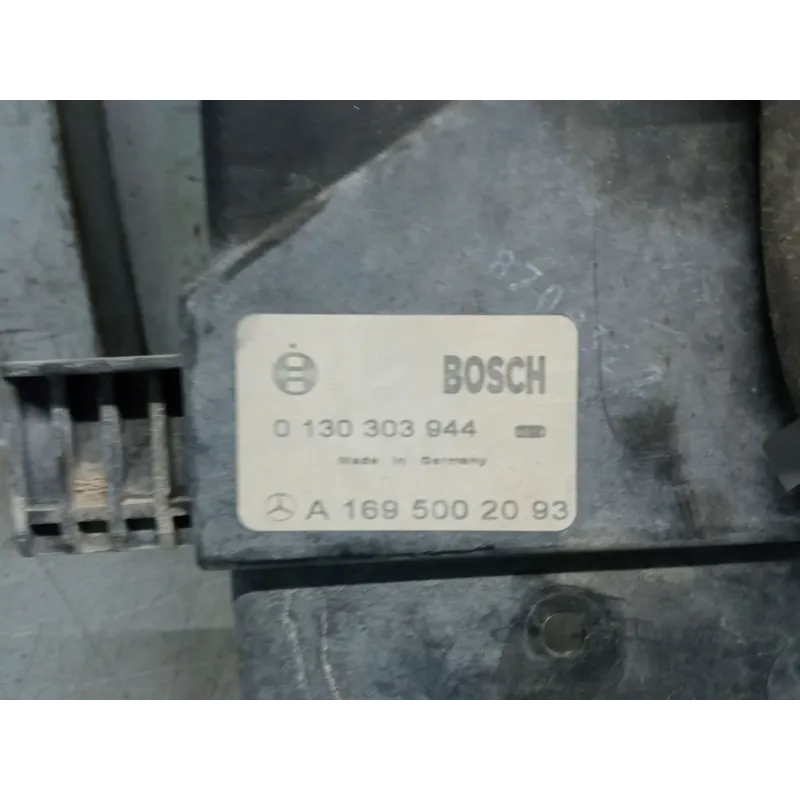 BOSCH
0 130 303 944
Made in Germany
A 169 500 20 93